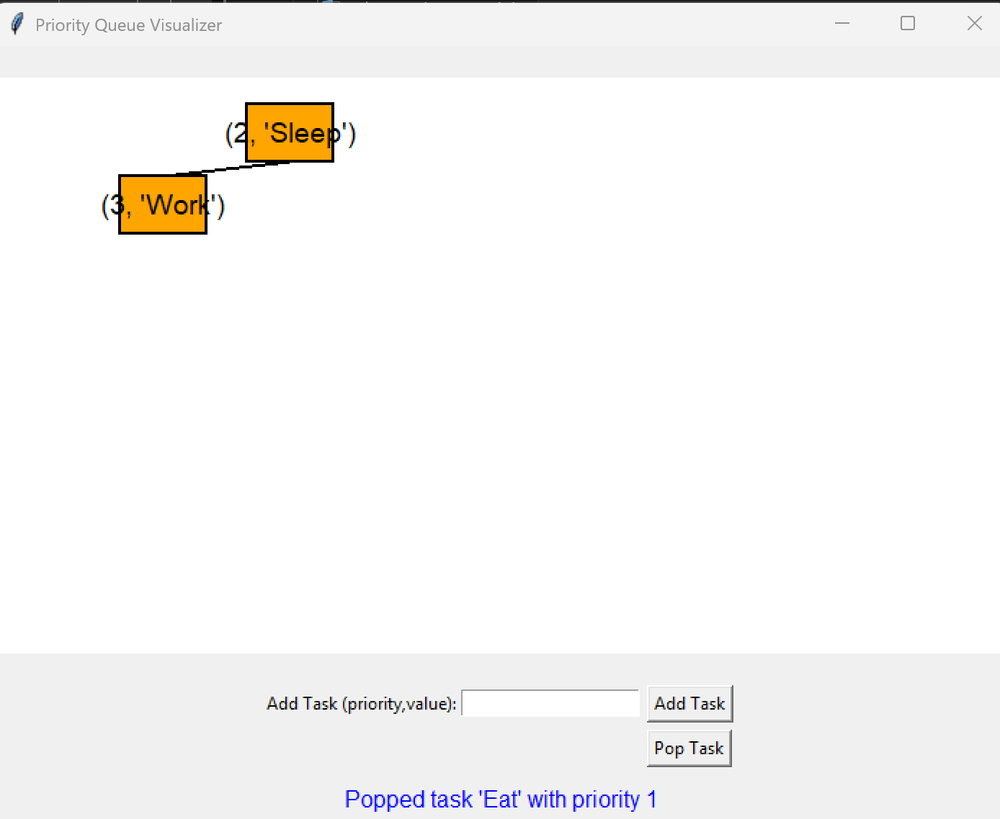 Priority Queue Visualizer
(2, 'Sleep')
(3, 'Work')
Add Task (priority,value):
Add Task
Pop Task
Popped task 'Eat' with priority 1